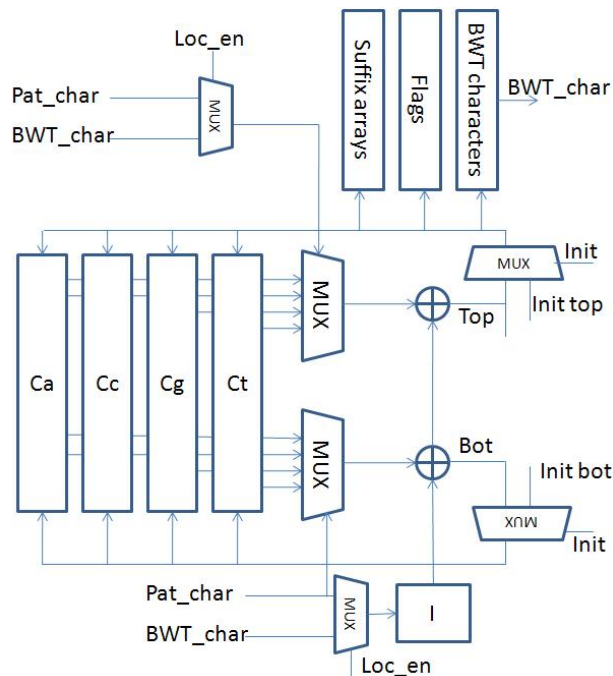 Loc_en
Pat_char
BWT_char
MUX
Suffix arrays
Flags
BWT characters
BWT_char
MUX
Init
Init top
MUX
Top
Ca
Cc
Cg
Ct
MUX
Bot
Init bot
MUX
Init
Pat_char
BWT_char
MUX
I
Loc_en